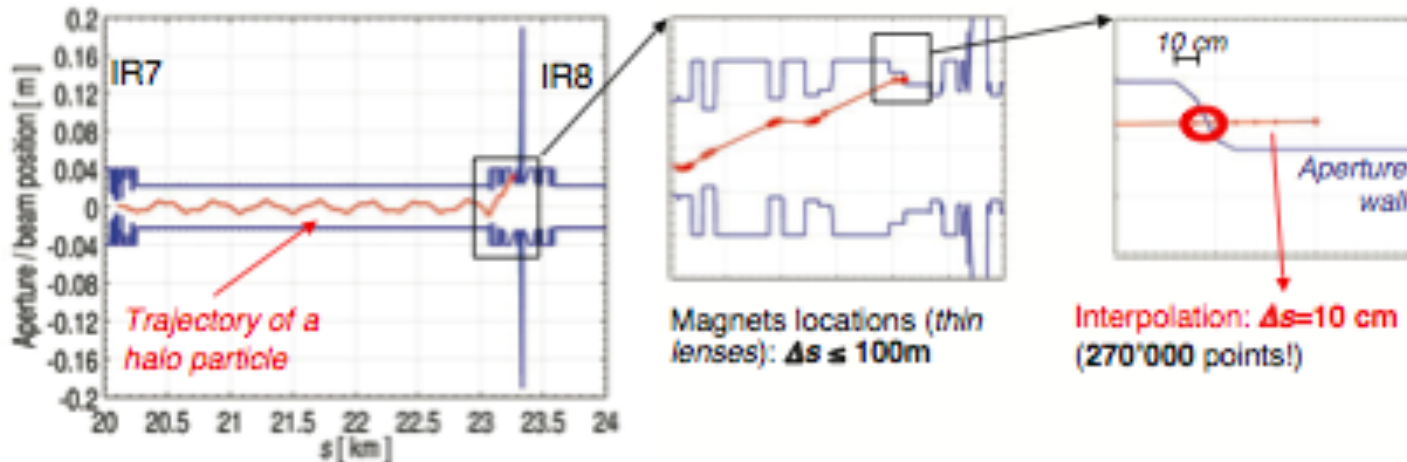 0.2
0.16
0.12
0.08
0.04
0
-0.04
-0.08
-0.12
-0.16
-0.2
Aperture / beam position [ m ]
IR7
IR8
Trajectory of a
halo particle
20 20.5 21 21.5 22 22.5 23 23.5 24
s [ km ]
Magnets locations (thin
lenses): Δs ≤ 100m
10 cm
Aperture
wall
Interpolation: Δs=10 cm
(270'000 points!)